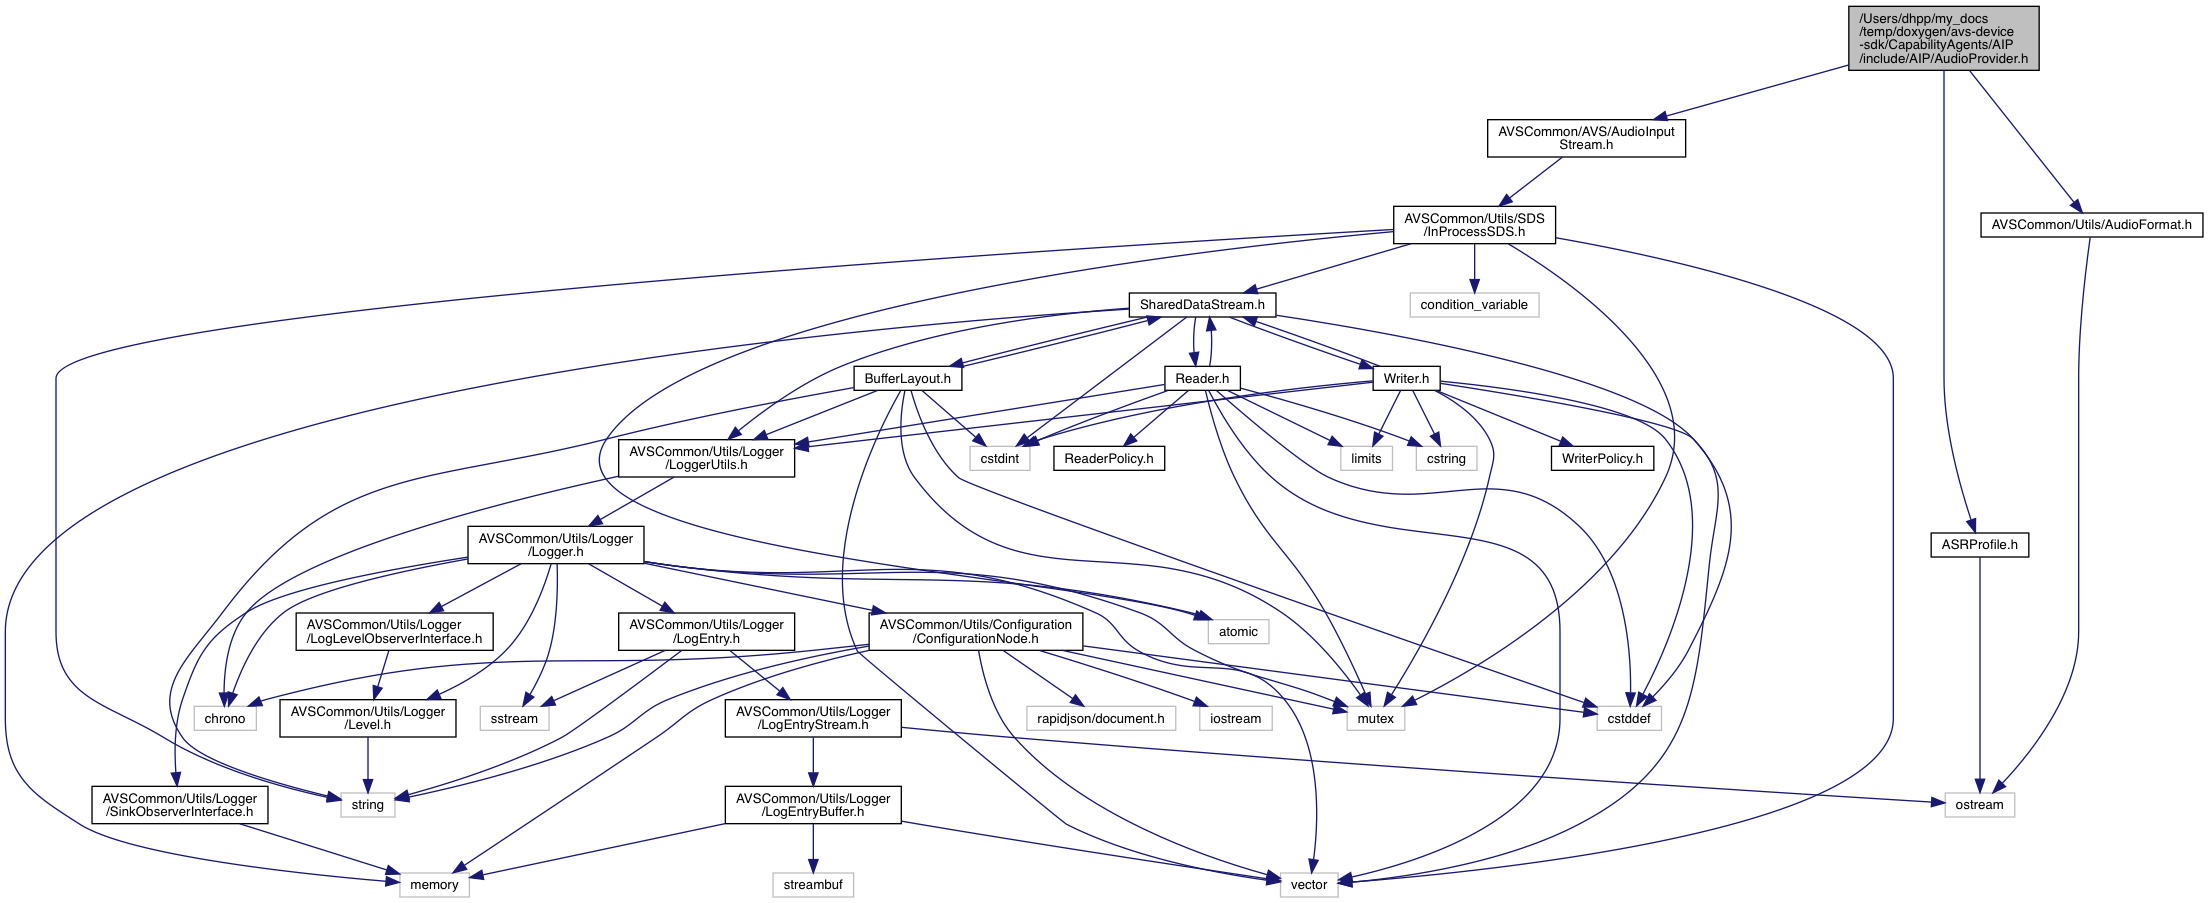 /Users/dhpp/my_docs
/temp/doxygen/avs-device
-sdk/CapabilityAgents/AIP
/include/AIP/AudioProvider.h
AVSCommon/AVS/AudioInput
Stream.h
AVSCommon/Utils/SDS
/InProcessSDS.h
AVSCommon/Utils/AudioFormat.h
SharedDataStream.h
condition_variable
BufferLayout.h
Reader.h
Writer.h
AVSCommon/Utils/Logger
/LoggerUtils.h
cstdint
ReaderPolicy.h
limits
cstring
WriterPolicy.h
AVSCommon/Utils/Logger
/Logger.h
ASRProfile.h
AVSCommon/Utils/Logger
/LogLevelObserverInterface.h
AVSCommon/Utils/Logger
/LogEntry.h
AVSCommon/Utils/Configuration
/ConfigurationNode.h
atomic
chrono
AVSCommon/Utils/Logger
/Level.h
sstream
AVSCommon/Utils/Logger
/LogEntryStream.h
rapidjson/document.h
iostream
mutex
cstddef
AVSCommon/Utils/Logger
/SinkObserverInterface.h
string
AVSCommon/Utils/Logger
/LogEntryBuffer.h
ostream
memory
streambuf
vector